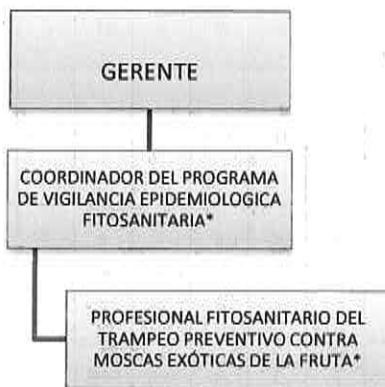 GERENTE
COORDINADOR DEL PROGRAMA
DE VIGILANCIA EPIDEMIOLOGICA
FITOSANITARIA*
PROFESIONAL FITOSANITARIO DEL
TRAMPEO PREVENTIVO CONTRA
MOSCAS EXÓTICAS DE LA FRUTA*